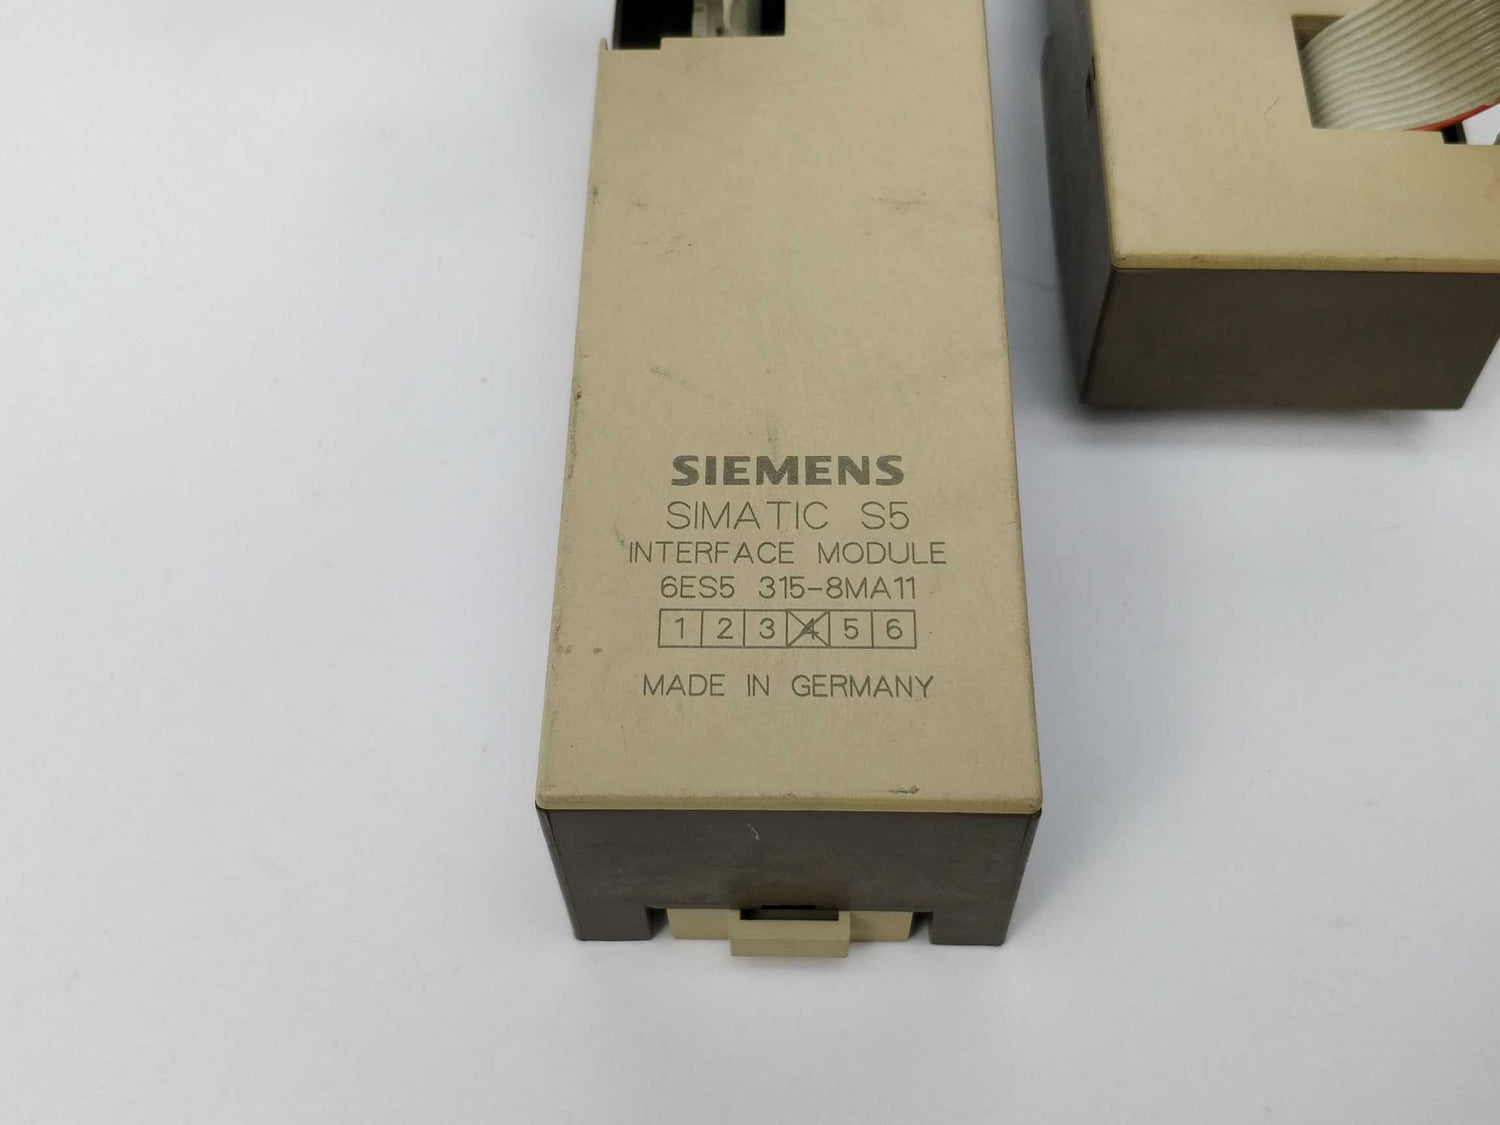 SIEMENS
SIMATIC S5
INTERFACE MODULE
6ES5 315-8MA11
1 2 3 4 5 6
MADE IN GERMANY